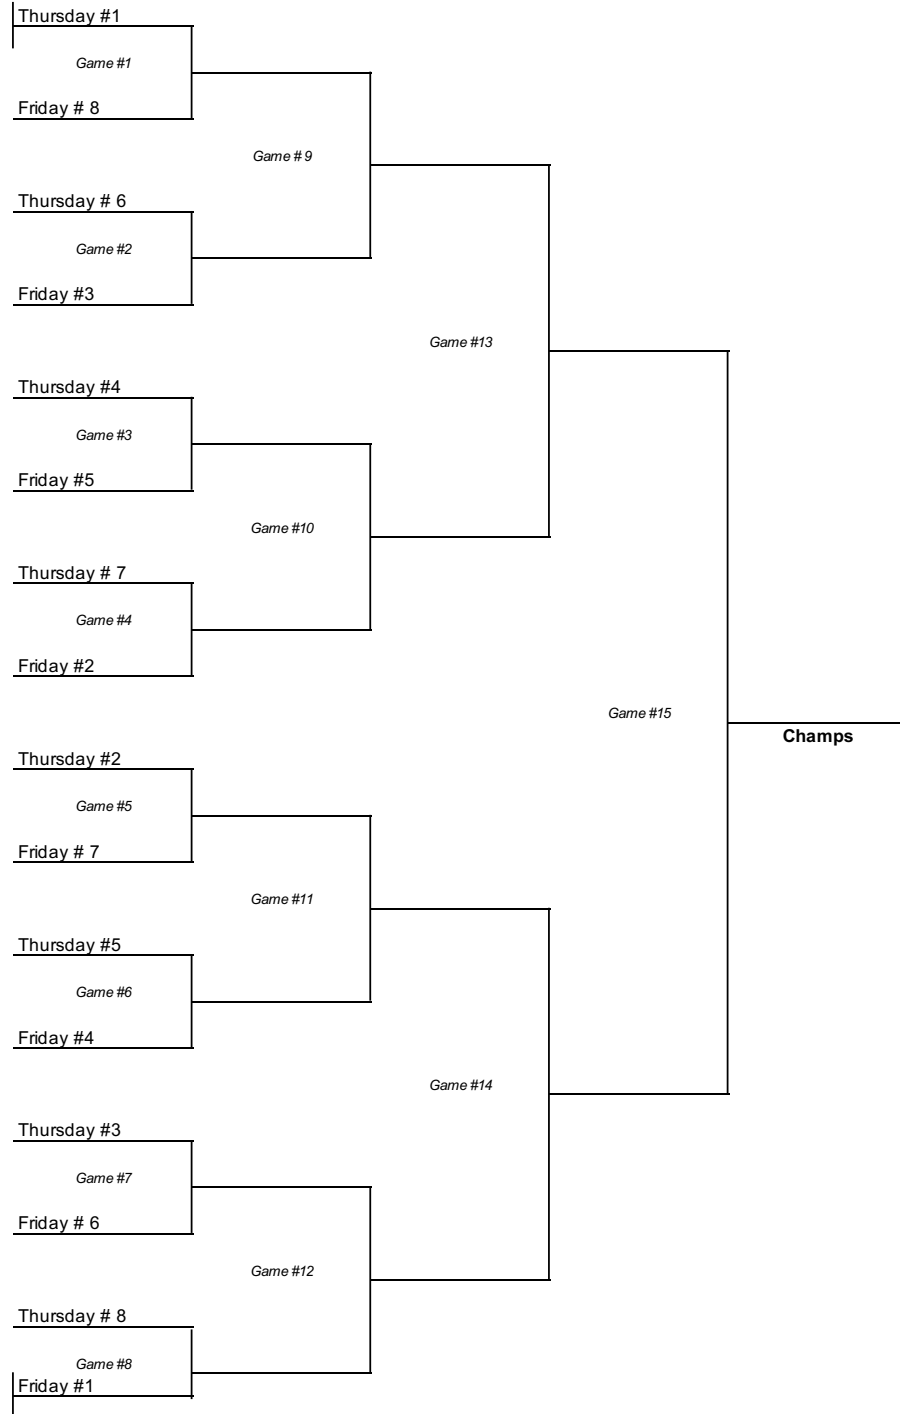 Thursday #1
Game #1
Friday # 8
Game # 9
Thursday # 6
Game #2
Friday #3
Game #13
Thursday #4
Game #3
Friday #5
Game #10
Thursday # 7
Game #4
Friday #2
Game #15
Champs
Thursday #2
Game #5
Friday # 7
Game #11
Thursday #5
Game #6
Friday #4
Game #14
Thursday #3
Game #7
Friday # 6
Game #12
Thursday # 8
Game #8
Friday #1